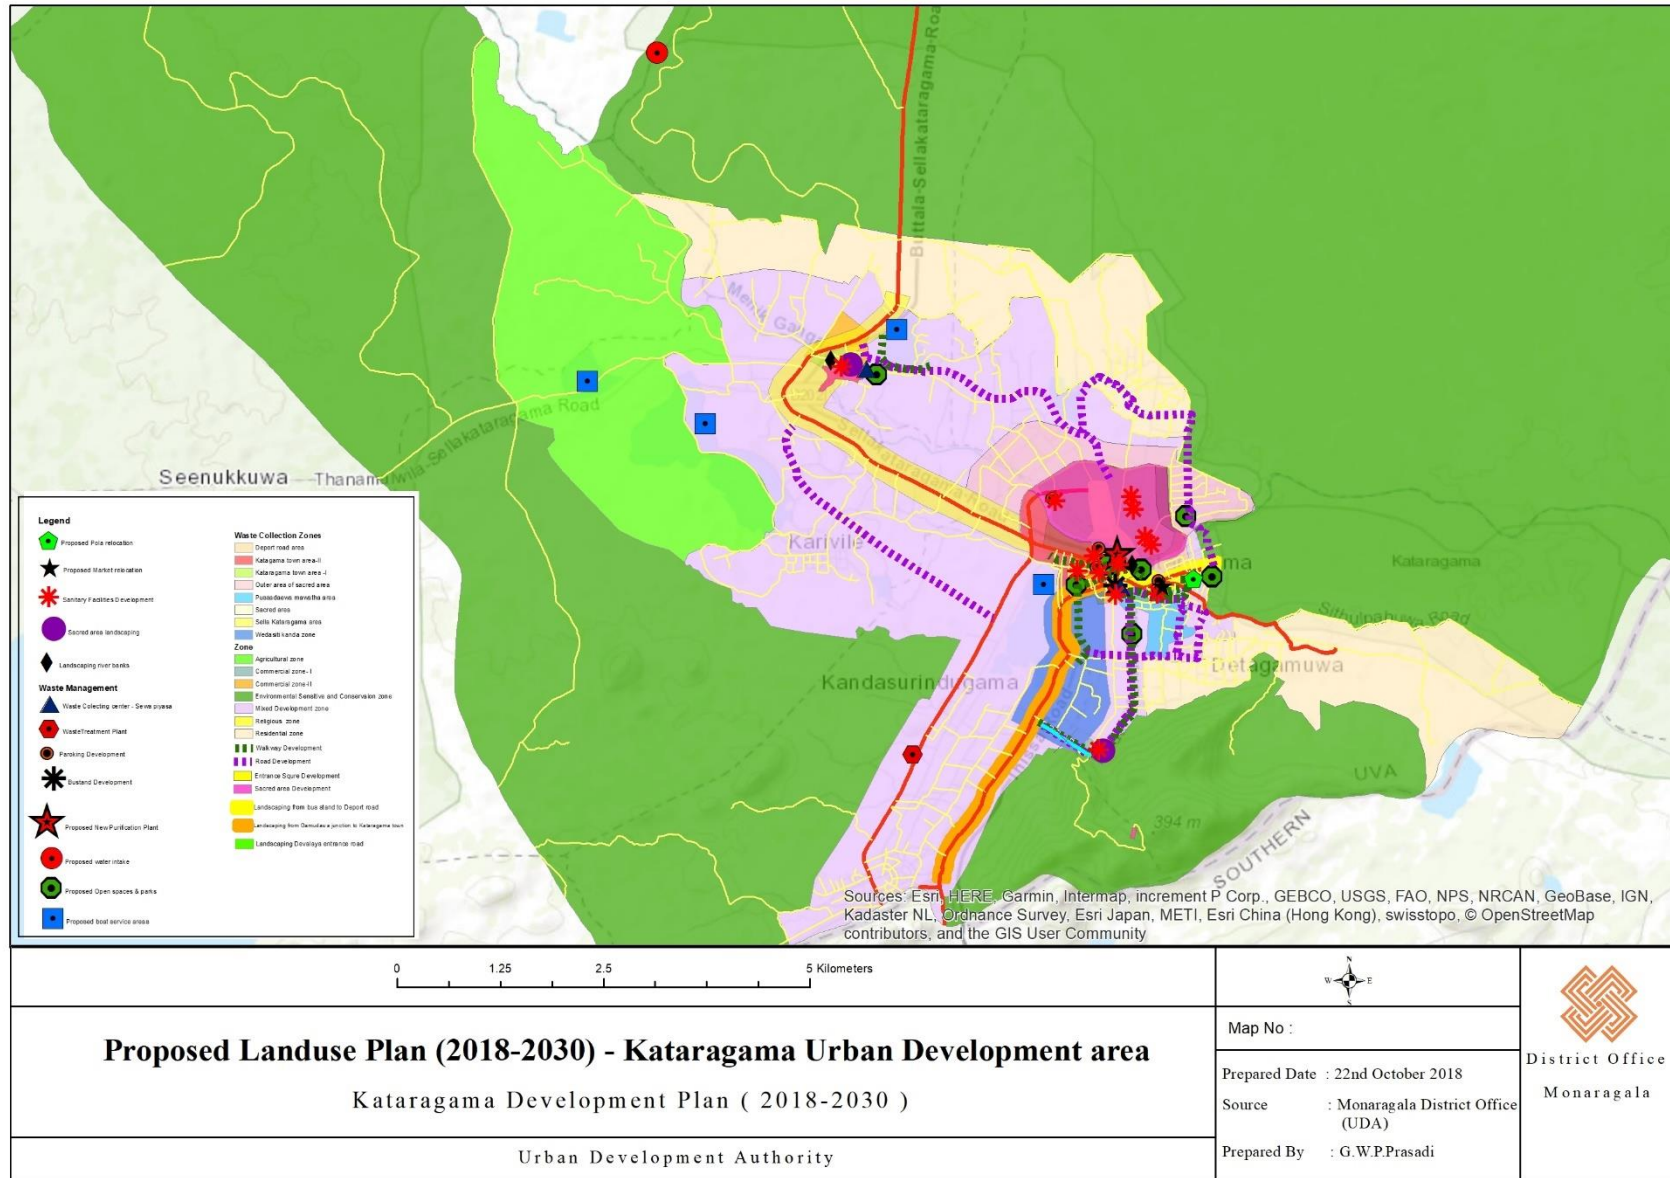 Buttala-Sellakataragama-Road
Menik Ganga
Sellakataragama Road
Seenukkuwa
Thanamalwila-Sellakataragama Road
Karivile
Kataragama
Sithulpahuwa Road
Detagamuwa
Kandasurindugama
UVA
394 m
SOUTHERN
Legend
Proposed Pola relocation
Proposed Market relocation
Sanitary Facilities Development
Sacred area landscaping
Landscaping river banks
Waste Management
Waste Collecting center - Sewa piyasa
WasteTreatment Plant
Paroking Development
Bustand Development
Proposed New Purification Plant
Proposed water intake
Proposed Open spaces & parks
Proposed boat service areas
Waste Collection Zones
Deport road area
Katagama town area-II
Kataragama town area -I
Outer area of sacred area
Sacred area
Sella Kataragama area
Wedasiti kanda zone
Zone
Agricultural zone
Commercial zone- I
Commercial zone-II
Environmental Sensitive and Conservaion zone
Mixed Development zone
Religious zone
Residential zone
Walkway Development
Road Development
Entrance Squre Development
Sacred area Development
Landscaping from bus stand to Deport road
Landscaping Devalaya entrance road
Sources: Esri, HERE, Garmin, Intermap, increment P Corp., GEBCO, USGS, FAO, NPS, NRCAN, GeoBase, IGN,
Kadaster NL, Ordnance Survey, Esri Japan, METI, Esri China (Hong Kong), swisstopo, © OpenStreetMap
contributors, and the GIS User Community
0 1.25 2.5 5 Kilometers
Proposed Landuse Plan (2018-2030) - Kataragama Urban Development area
Kataragama Development Plan ( 2018-2030 )
Urban Development Authority
N
W E
S
Map No :
Prepared Date : 22nd October 2018
Source : Monaragala District Office
(UDA)
Prepared By : G.W.P.Prasadi
District Office
Monaragala